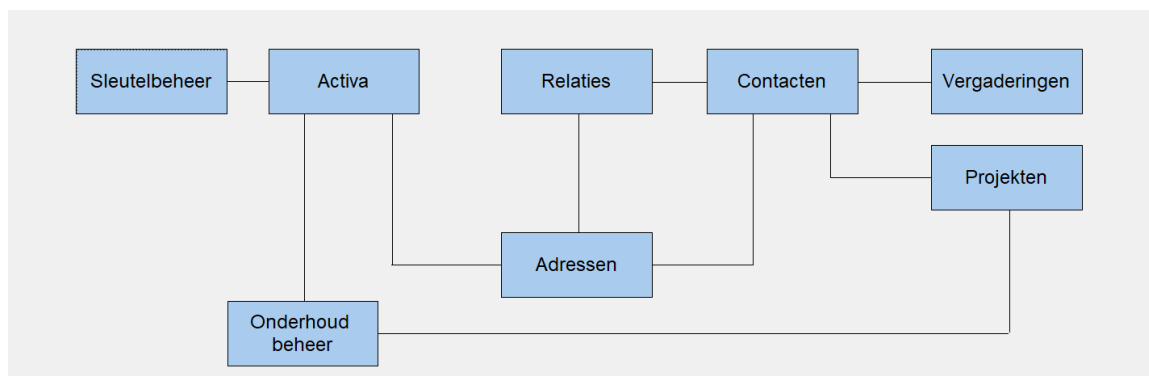 Sleutelbeheer
Activa
Relaties
Contacten
Vergaderingen
Projekten
Adressen
Onderhoud
beheer